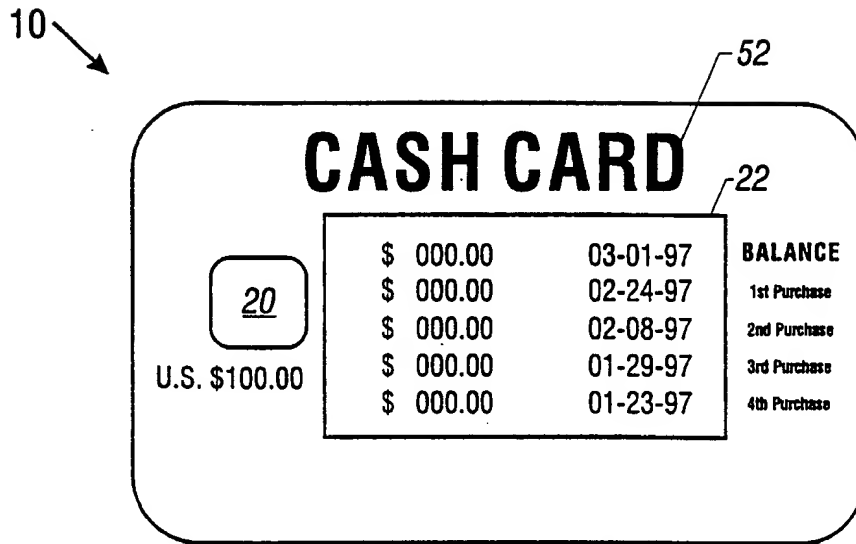 10
52
CASH CARD
22
$ 000.00 03-01-97 BALANCE
$ 000.00 02-24-97 1st Purchase
20
$ 000.00 02-08-97 2nd Purchase
$ 000.00 01-29-97 3rd Purchase
U.S. $100.00
$ 000.00 01-23-97 4th Purchase